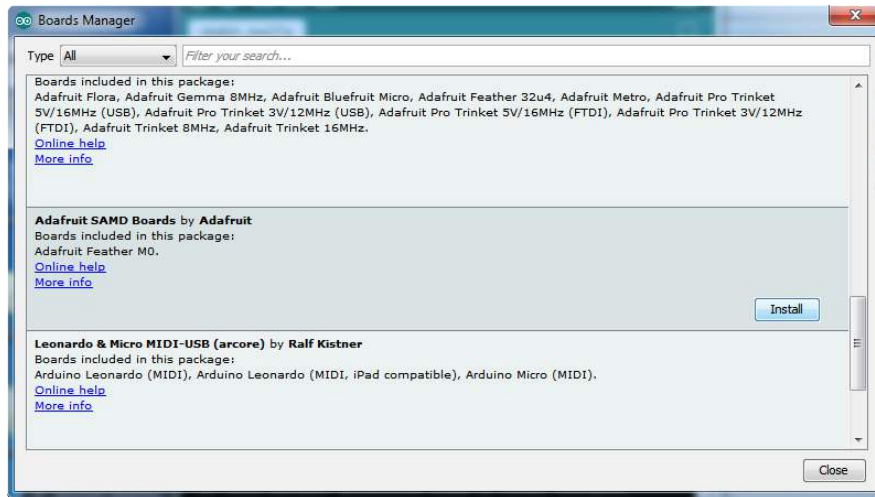 Boards Manager
Type All Filter your search...
Boards included in this package:
Adafruit Flora, Adafruit Gemma 8MHz, Adafruit Bluefruit Micro, Adafruit Feather 32u4, Adafruit Metro, Adafruit Pro Trinket
5V/16MHz (USB), Adafruit Pro Trinket 3V/12MHz (USB), Adafruit Pro Trinket 5V/16MHz (FTDI), Adafruit Pro Trinket 3V/12MHz
(FTDI), Adafruit Trinket 8MHz, Adafruit Trinket 16MHz.
Online help
More info
Adafruit SAMD Boards by Adafruit
Boards included in this package:
Adafruit Feather M0.
Online help
More info
Install
Leonardo & Micro MIDI-USB (arcore) by Ralf Kistner
Boards included in this package:
Arduino Leonardo (MIDI), Arduino Leonardo (MIDI, iPad compatible), Arduino Micro (MIDI).
Online help
More info
Close